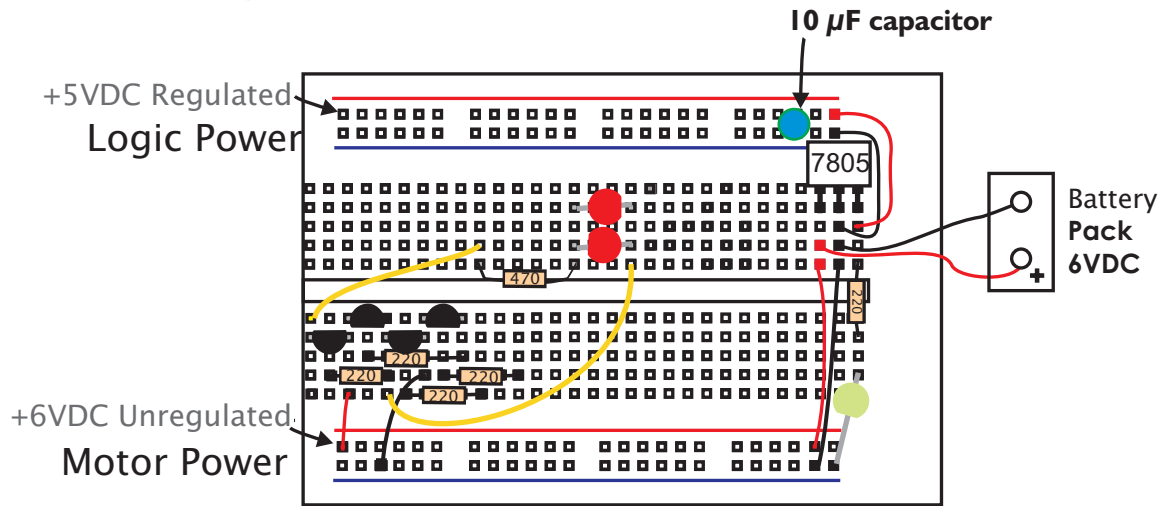 10 µF capacitor
+5VDC Regulated
Logic Power
7805
Battery
Pack
6VDC
+
470
220
220
220
220
220
+6VDC Unregulated
Motor Power